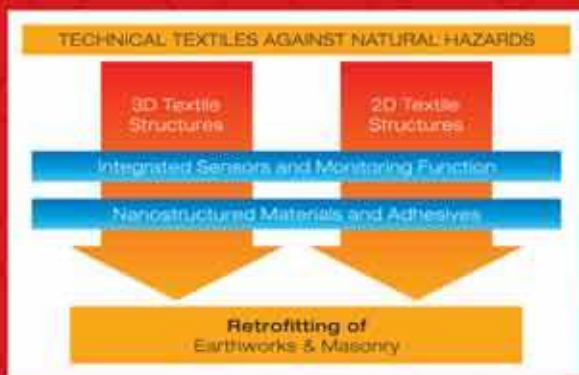 TECHNICAL TEXTILES AGAINST NATURAL HAZARDS
3D Textile
Structures
2D Textile
Structures
Integrated Sensors and Monitoring Function
Nanostructured Materials and Adhesives
Retrofitting of
Earthworks & Masonry